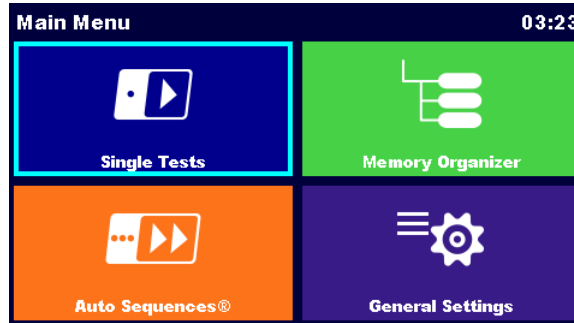 Main Menu 03:23
Single Tests
Memory Organizer
Auto Sequences®
General Settings